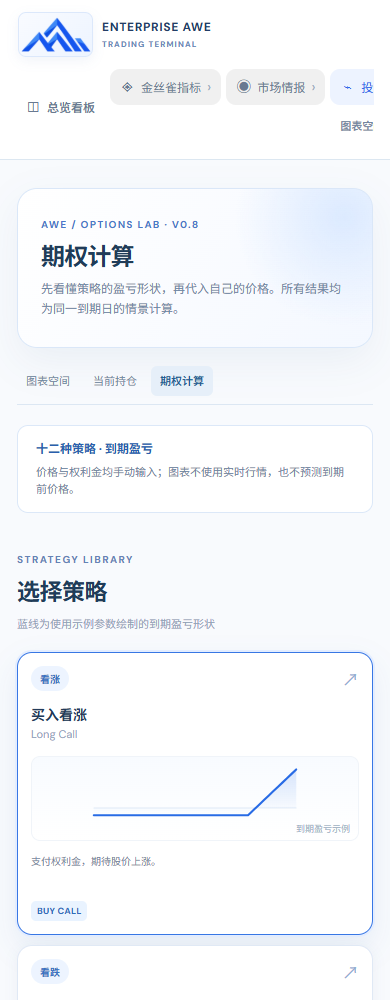 ENTERPRISE AWE
TRADING TERMINAL
总览看板
金丝雀指标 ›
市场情报 ›
投
图表空
AWE / OPTIONS LAB · V0.8
期权计算
先看懂策略的盈亏形状，再代入自己的价格。所有结果均
为同一到期日的情景计算。
图表空间
当前持仓
期权计算
十二种策略 · 到期盈亏
价格与权利金均手动输入；图表不使用实时行情，也不预测到期
前价格。
STRATEGY LIBRARY
选择策略
蓝线为使用示例参数绘制的到期盈亏形状
看涨
买入看涨
Long Call
到期盈亏示例
支付权利金，期待股价上涨。
BUY CALL
看跌